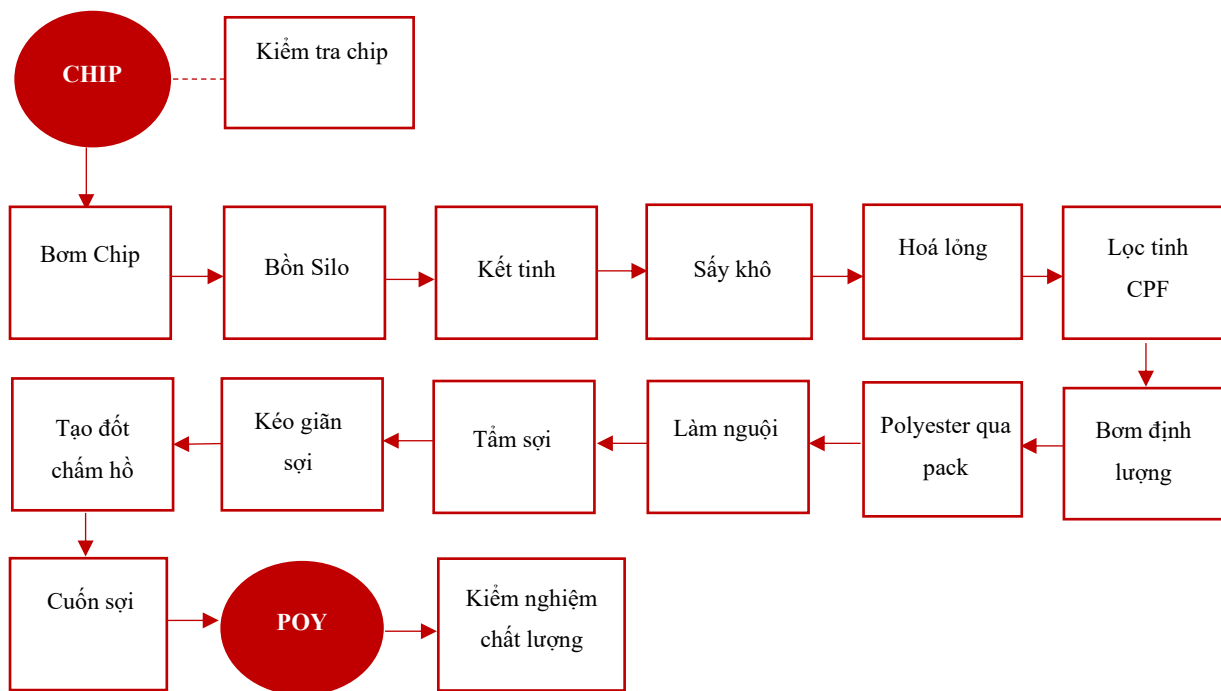 CHIP
Kiểm tra chip
Bơm Chip
Bồn Silo
Kết tinh
Sấy khô
Hoá lỏng
Lọc tinh
CPF
Bơm định
lượng
Polyester qua
pack
Làm nguội
Tẩm sợi
Kéo giãn
sợi
Tạo đốt
chấm hồ
Cuốn sợi
POY
Kiểm nghiệm
chất lượng